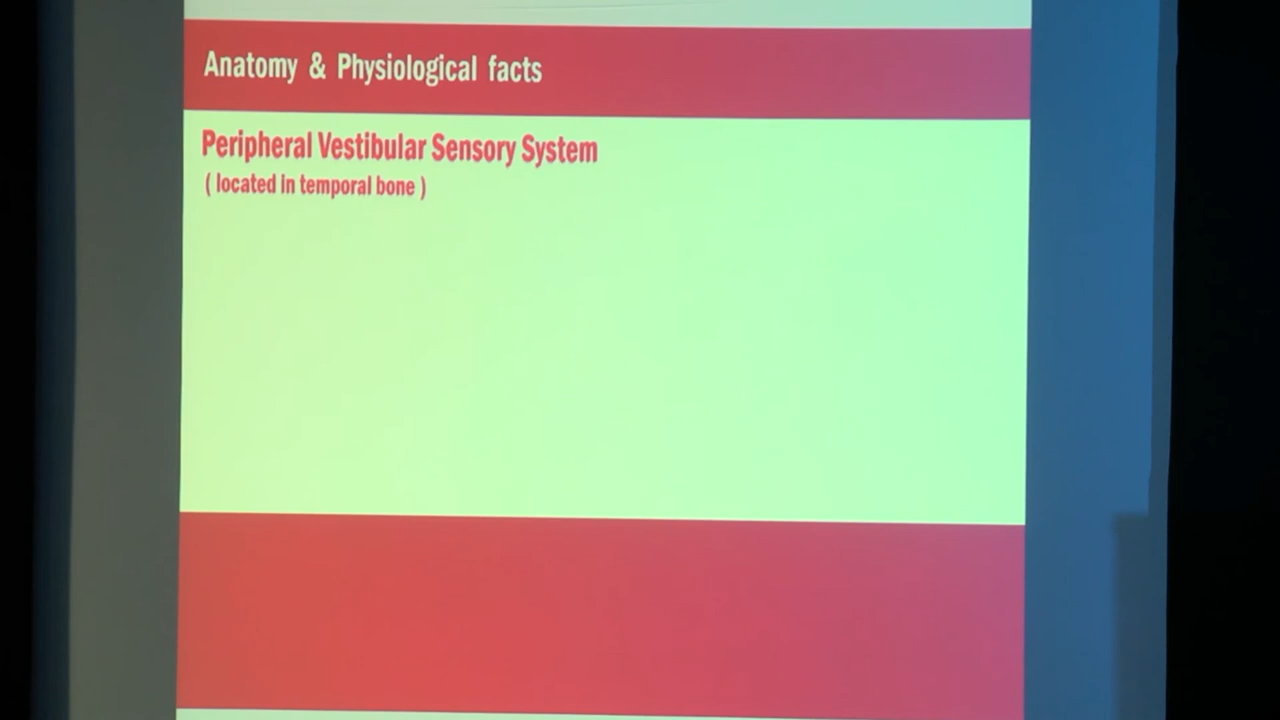 Anatomy & Physiological facts
Peripheral Vestibular Sensory System
( located in temporal bone )